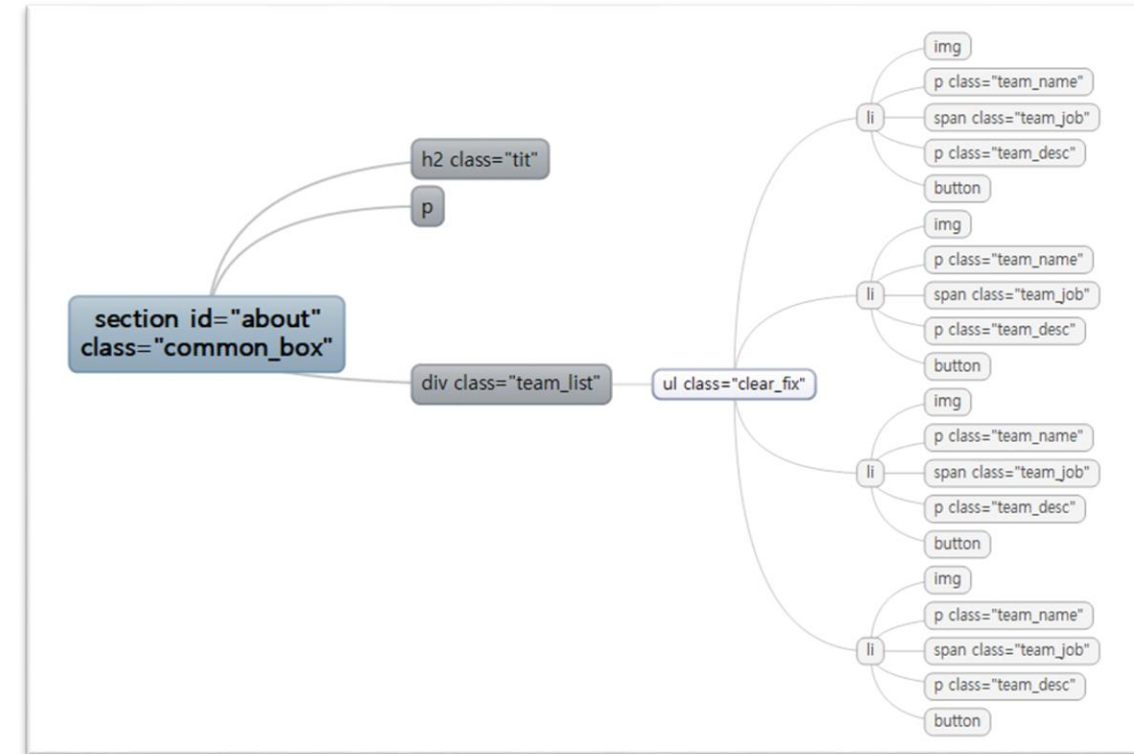 section id="about"
class="common_box"
h2 class="tit"
p
div class="team_list"
ul class="clear_fix"
li
img
p class="team_name"
span class="team_job"
p class="team_desc"
button
li
img
p class="team_name"
span class="team_job"
p class="team_desc"
button
li
img
p class="team_name"
span class="team_job"
p class="team_desc"
button
li
img
p class="team_name"
span class="team_job"
p class="team_desc"
button